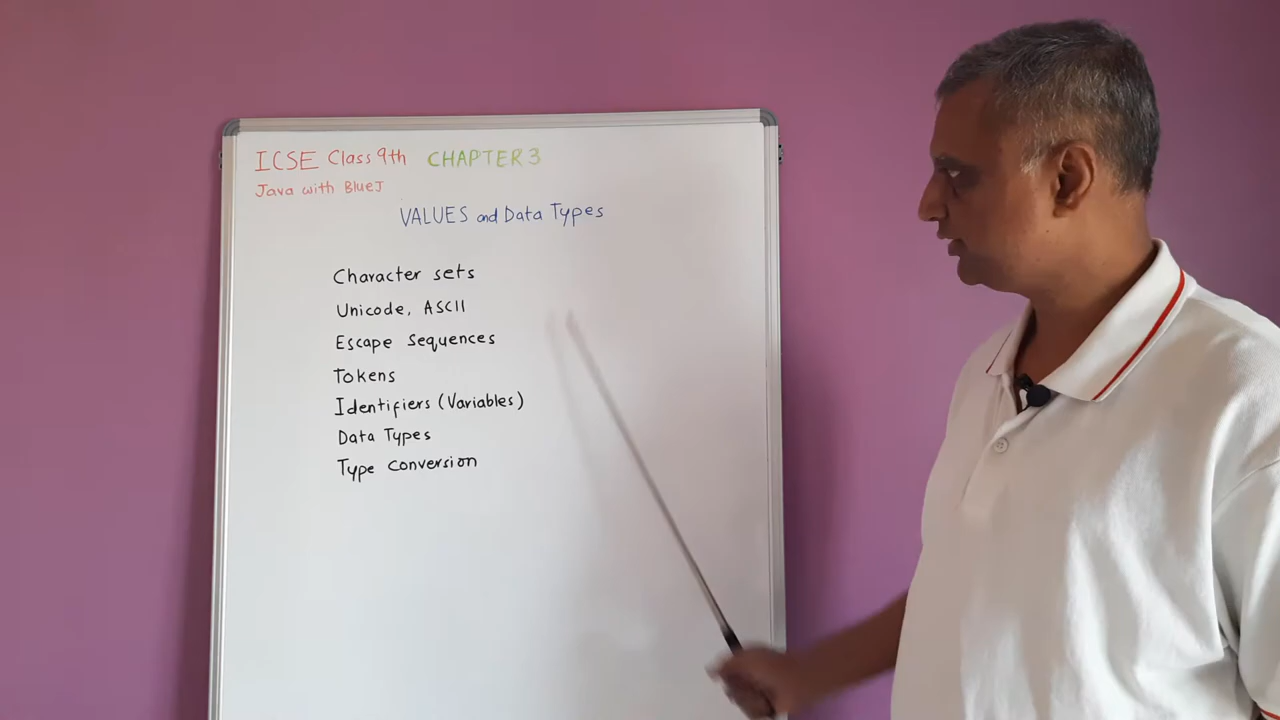 ICSE Class 9th CHAPTER 3
Java with BlueJ
VALUES and Data Types
Character sets
Unicode, ASCII
Escape Sequences
Tokens
Identifiers (Variables)
Data Types
Type Conversion